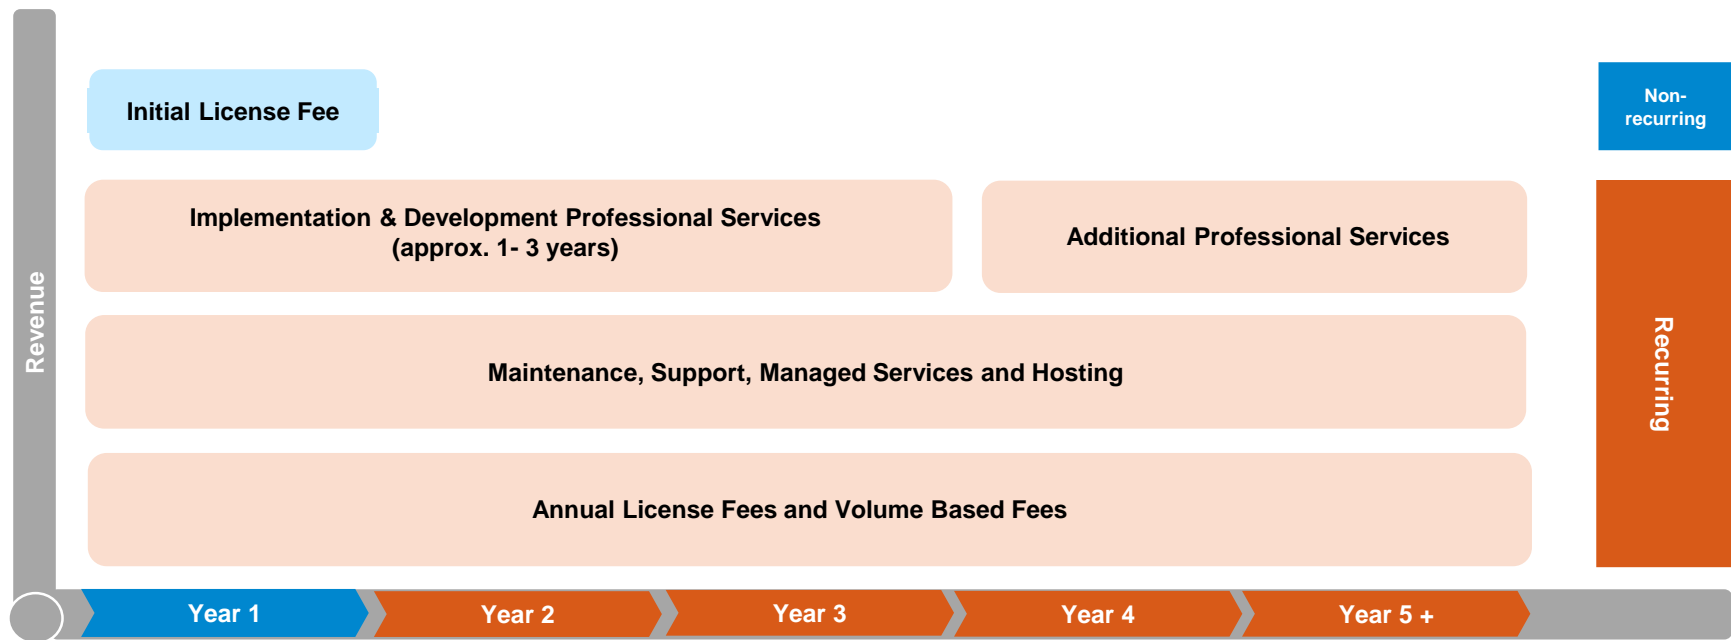 Revenue
Initial License Fee
Non-
recurring
Implementation & Development Professional Services
(approx. 1- 3 years)
Additional Professional Services
Recurring
Maintenance, Support, Managed Services and Hosting
Annual License Fees and Volume Based Fees
Year 1
Year 2
Year 3
Year 4
Year 5 +